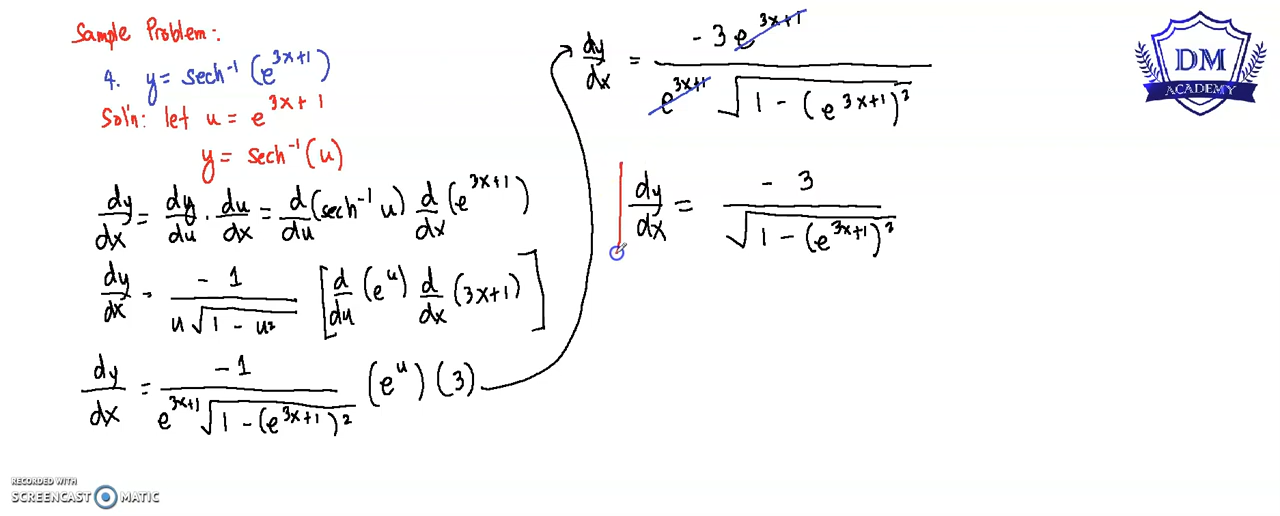 Sample Problem:
4. y = sech⁻¹ (e^{3x+1})
Sol'n: let u = e^{3x+1}
y = sech⁻¹ (u)
dy/dx = dy/du · du/dx = d/du (sech⁻¹ u) d/dx (e^{3x+1})
dy/dx = -1 / (u √(1 - u²)) [d/du (e^u) d/dx (3x+1)]
dy/dx = -1 / (e^{3x+1} √(1 - (e^{3x+1})²)) (e^u) (3)
dy/dx = -3 e^{3x+1} / (e^{3x+1} √(1 - (e^{3x+1})²))
dy/dx = -3 / √(1 - (e^{3x+1})²)
DM
ACADEMY
RECORDED WITH
SCREENCAST MATIC